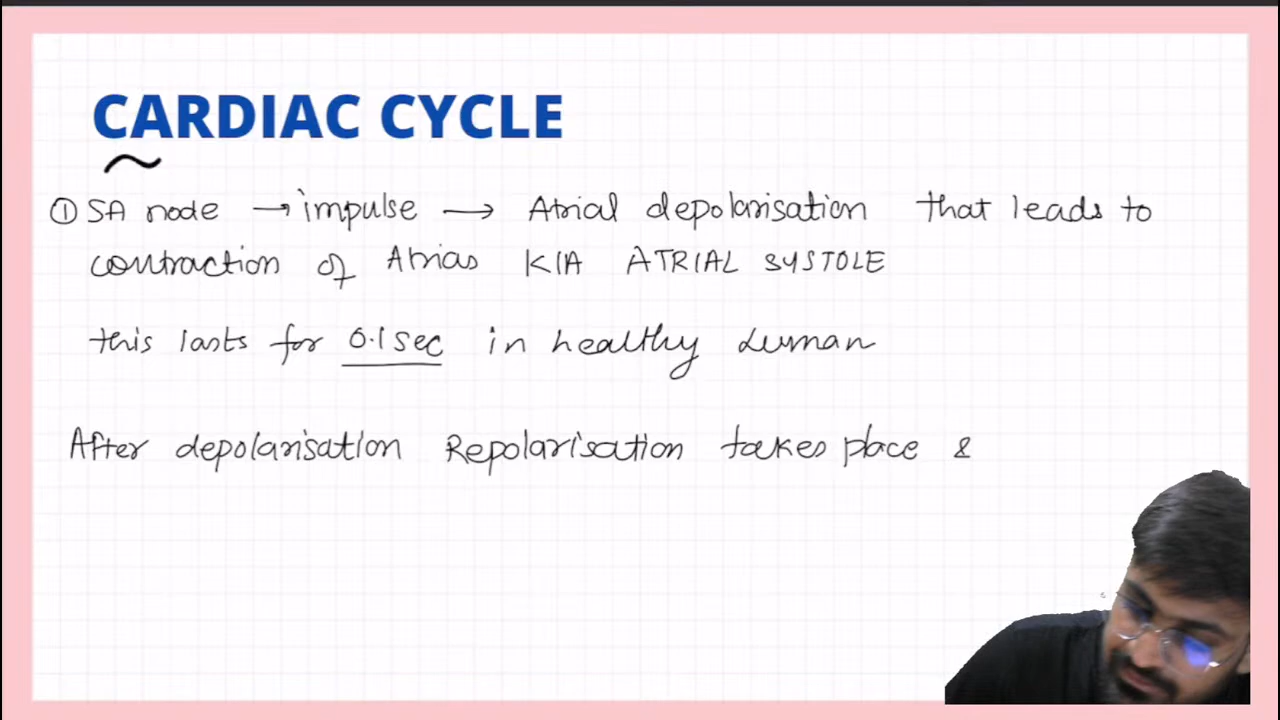 CARDIAC CYCLE
① SA node → impulse → Atrial depolarisation that leads to
contraction of Atrias KIA ATRIAL SYSTOLE
this lasts for 0.1 sec in healthy human
After depolarisation Repolarisation takes place &